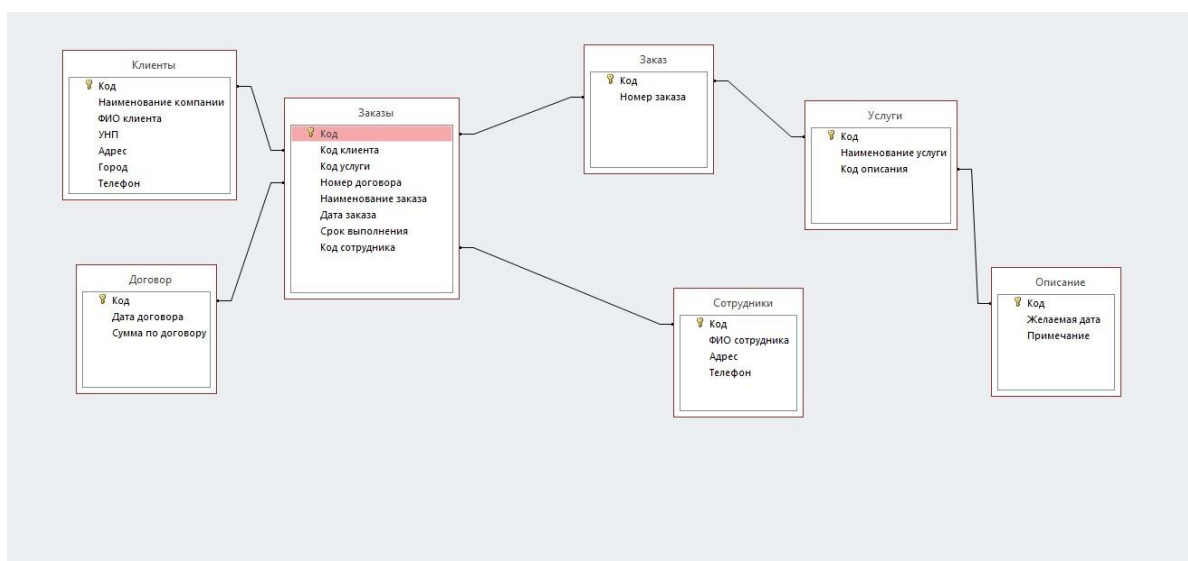 Клиенты
Код
Наименование компании
ФИО клиента
УНП
Адрес
Город
Телефон
Заказы
Код
Код клиента
Код услуги
Номер договора
Наименование заказа
Дата заказа
Срок выполнения
Код сотрудника
Договор
Код
Дата договора
Сумма по договору
Заказ
Код
Номер заказа
Услуги
Код
Наименование услуги
Код описания
Сотрудники
Код
ФИО сотрудника
Адрес
Телефон
Описание
Код
Желаемая дата
Примечание